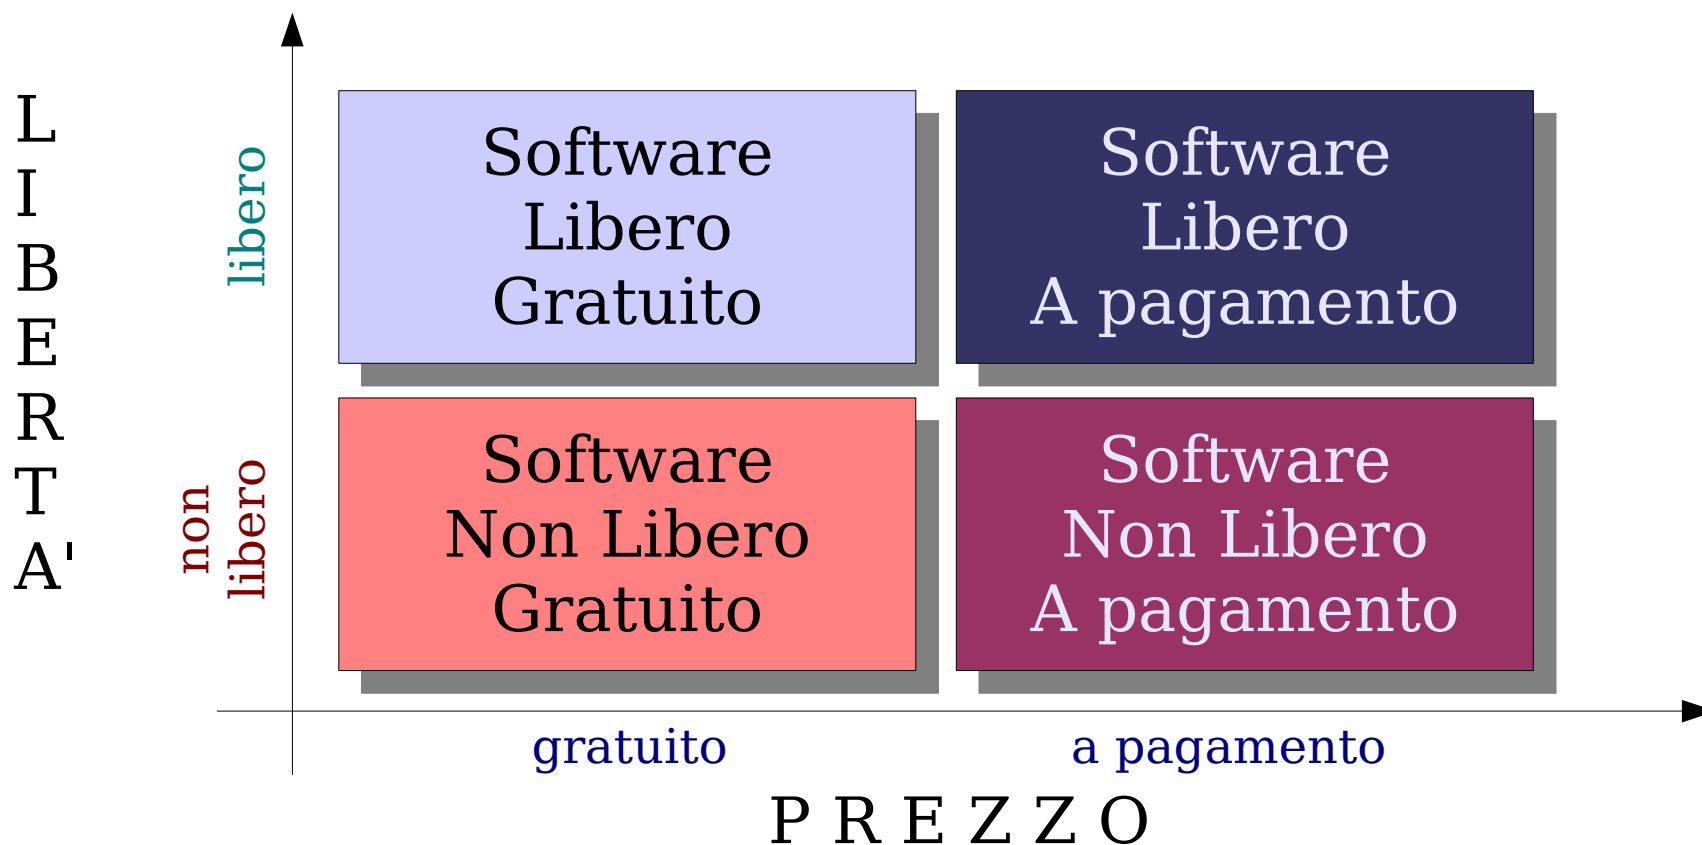 L
I
B
E
R
T
A'
libero
non
libero
Software
Libero
Gratuito
Software
Libero
A pagamento
Software
Non Libero
Gratuito
Software
Non Libero
A pagamento
gratuito
a pagamento
P R E Z Z O